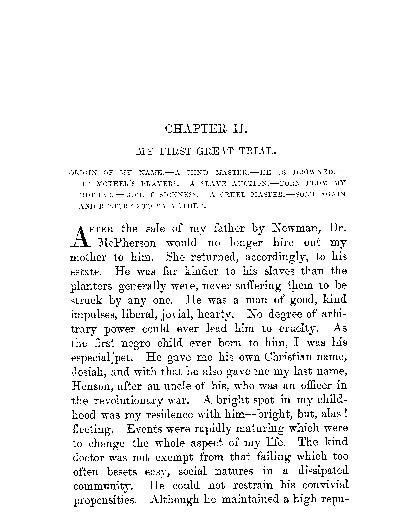 CHAPTER II.
MY FIRST GREAT TRIAL.
ORIGIN OF MY NAME.—A KIND MASTER.—HE IS DROWNED.
MY MOTHER'S PRAYERS.—A SLAVE AUCTION.—TORN FROM MY
MOTHER.—SICKNESS.—A CRUEL MASTER.—SOLD AGAIN
AND RETURNED TO MY MOTHER.
AFTER the sale of my father by Newman, Dr.
McPherson would no longer hire out my
mother to him. She returned, accordingly, to his
estate. He was far kinder to his slaves than the
planters generally were, never suffering them to be
struck by any one. He was a man of good, kind
impulses, liberal, jovial, hearty. No degree of arbi-
trary power could ever lead him to cruelty. As
the first negro child ever born to him, I was his
especial pet. He gave me his own Christian name,
Josiah, and with that he also gave me my last name,
Henson, after an uncle of his, who was an officer in
the revolutionary war. A bright spot in my child-
hood was my residence with him—bright, but, alas!
fleeting. Events were rapidly maturing which were
to change the whole aspect of my life. The kind
doctor was not exempt from that failing which too
often besets easy, social natures in a dissipated
community. He could not restrain his convivial
propensities. Although he maintained a high repu-